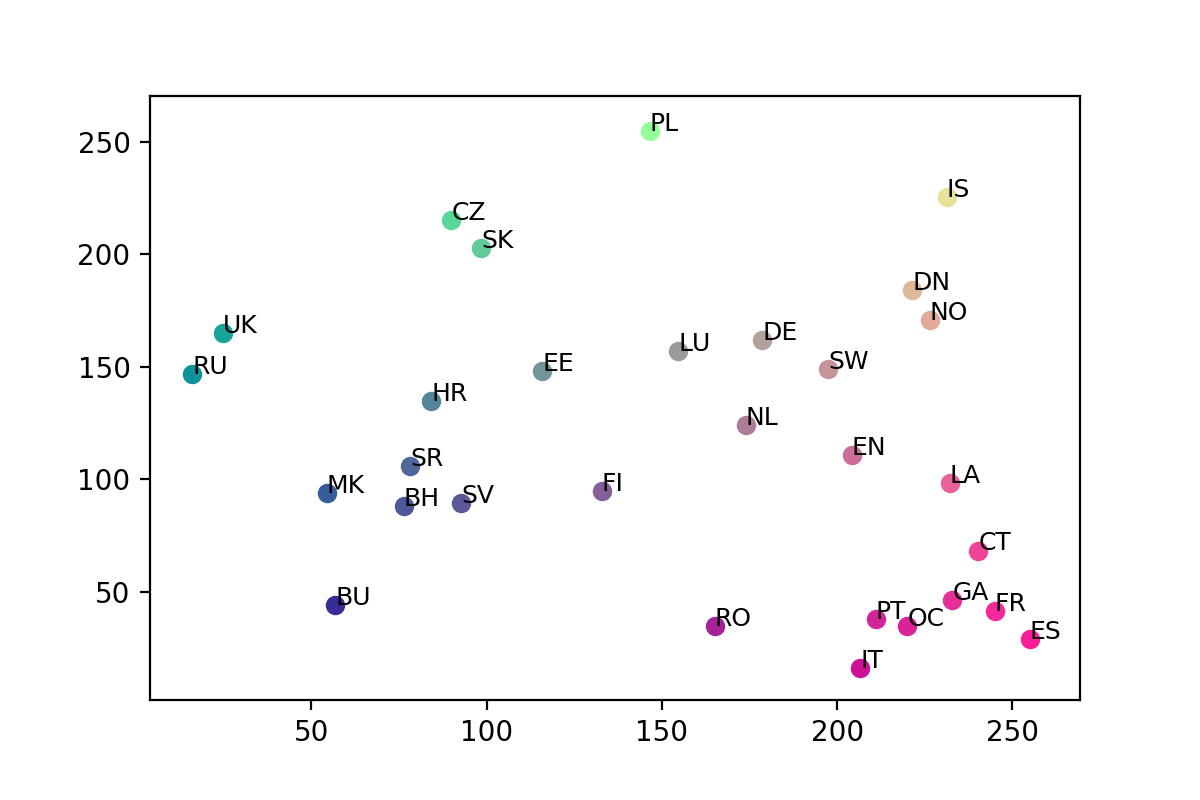 PL
250
IS
CZ
SK
200
DN
NO
UK
DE
LU
EE
SW
RU
150
HR
NL
EN
SR
LA
FI
MK
SV
BH
100
CT
GA
BU
FR
50
PT
OC
RO
ES
IT
50
100
150
200
250